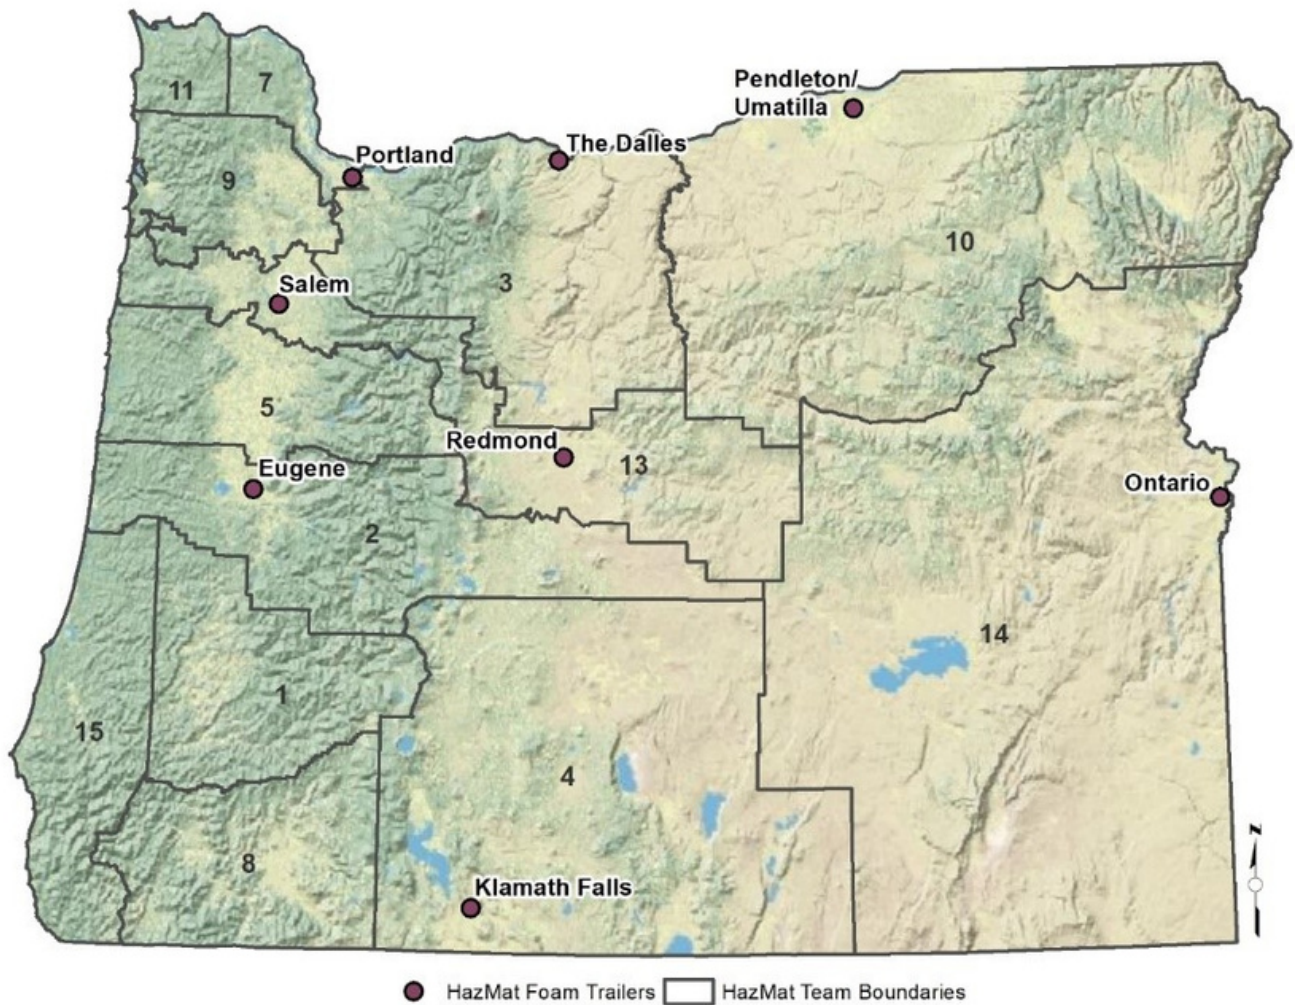 Pendleton/
Umatilla
11
7
Portland
The Dalles
9
10
3
Salem
5
Redmond
13
Eugene
Ontario
2
14
1
15
4
8
Klamath Falls
N
HazMat Foam Trailers
HazMat Team Boundaries